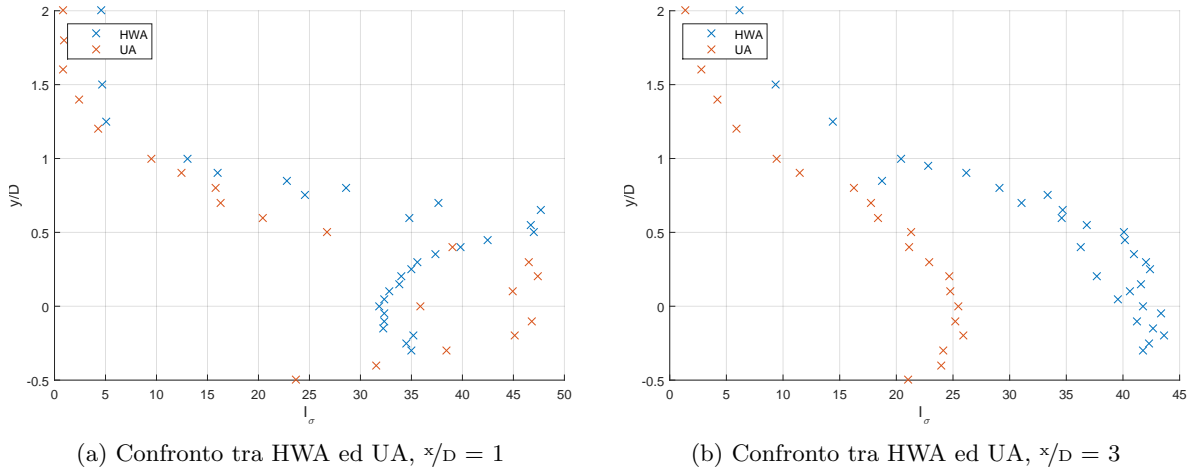 2
1.5
1
0.5
0
-0.5
y/D
HWA
UA
0 5 10 15 20 25 30 35 40 45 50
I_σ
(a) Confronto tra HWA ed UA, x/D = 1
2
1.5
1
0.5
0
-0.5
y/D
HWA
UA
0 5 10 15 20 25 30 35 40 45
I_σ
(b) Confronto tra HWA ed UA, x/D = 3